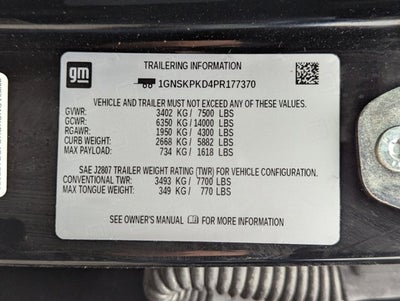 gm
TRAILERING INFORMATION
1GNSKPKD4PR177370
VEHICLE AND TRAILER MUST NOT EXCEED ANY OF THESE RATINGS
GVWR: 3402 KG / 7500 LBS
GCWR: 6350 KG / 14000 LBS
RGAWR: 1950 KG / 4300 LBS
CURB WEIGHT: 2668 KG / 5882 LBS
MAX PAYLOAD: 734 KG / 1618 LBS
SAE J2807 TRAILER WEIGHT RATING (TWR) FOR VEHICLE CONFIGURATION.
CONVENTIONAL TWR: 3493 KG / 7700 LBS
MAX TONGUE WEIGHT: 349 KG / 770 LBS
SEE OWNER'S MANUAL FOR MORE INFORMATION